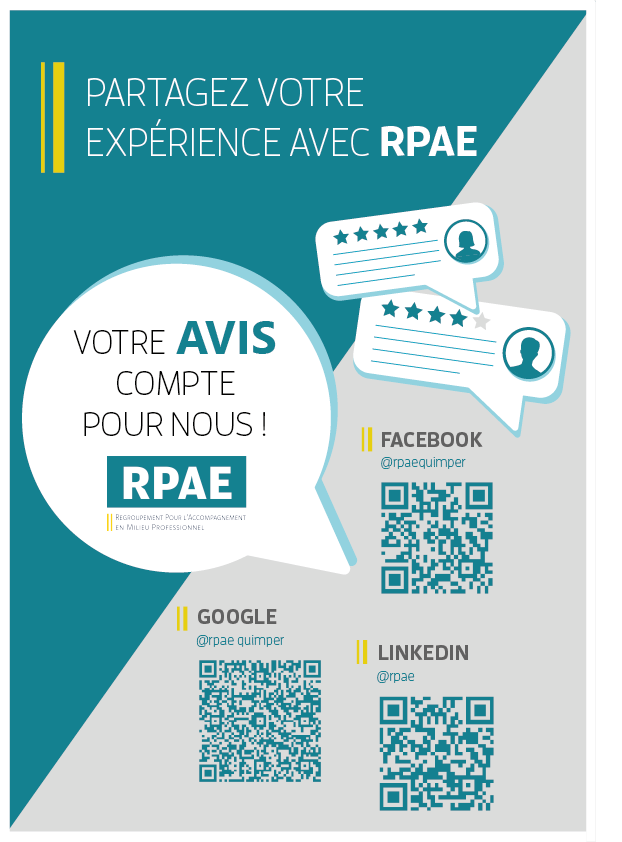 PARTAGEZ VOTRE
EXPÉRIENCE AVEC RPAE
VOTRE AVIS
COMPTE
POUR NOUS !
RPAE
REGROUPEMENT POUR L'ACCOMPAGNEMENT
EN MILIEU PROFESSIONNEL
FACEBOOK
@rpaequimper
GOOGLE
@rpae quimper
LINKEDIN
@rpae